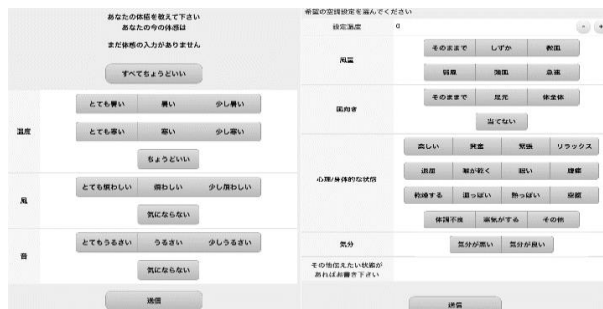 あなたの体感を教えて下さい
あなたの今の体感は
まだ体感の入力がありません
すべてちょうどいい
温度
とても暑い 暑い 少し暑い
とても寒い 寒い 少し寒い
ちょうどいい
風
とても煩わしい 煩わしい 少し煩わしい
気にならない
音
とてもうるさい うるさい 少しうるさい
気にならない
送信
希望の空調設定を選んでください
設定温度 0
風量
そのままで しずか 微風
弱風 強風 急速
風向き
そのままで 足元 体全体
当てない
心理/身体的な状態
楽しい 興奮 緊張 リラックス
退屈 喉が乾く 眠い 腹痛
乾燥する 湿っぽい 熱っぽい 空腹
体調不良 寒気がする その他
気分
気分が悪い 気分が良い
その他伝えたい状態が
あればお書き下さい
送信